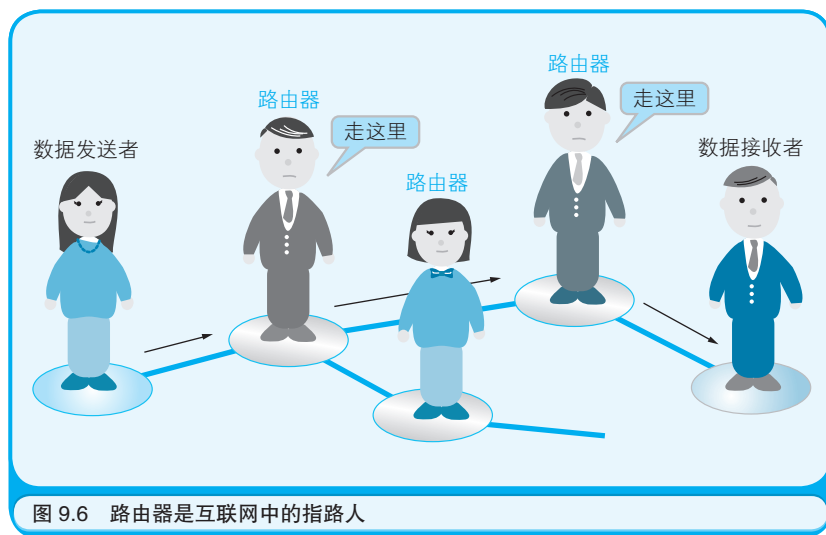 路由器
走这里
路由器
走这里
数据发送者
路由器
数据接收者
图 9.6 路由器是互联网中的指路人